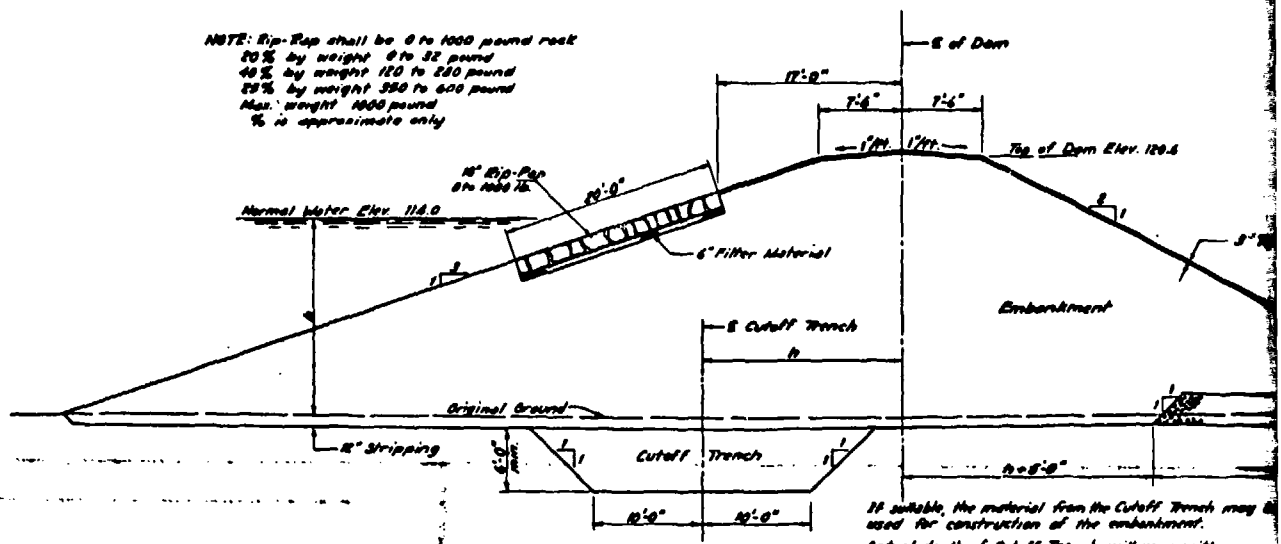 NOTE: Rip-Rap shall be 0 to 1000 pound rock
20% by weight 0 to 32 pound
40% by weight 120 to 220 pound
25% by weight 350 to 600 pound
Max. weight 1000 pound
% is approximate only
℄ of Dam
17'-0"
7'-6" 7'-6"
1"/ft. 1"/ft.
Top of Dam Elev. 120.6
Rip-Rap
0 to 1000 lb.
20'-0"
Normal Water Elev. 114.0
6" Filter Material
3
1
2
1
3"
Embankment
℄ Cutoff Trench
h
h
Original Ground
12" Stripping
6'-0"
min.
1
1
Cutoff Trench
1
1
1
1
h+5'-0"
10'-0" 10'-0"
If suitable, the material from the Cutoff Trench may
used for construction of the embankment.